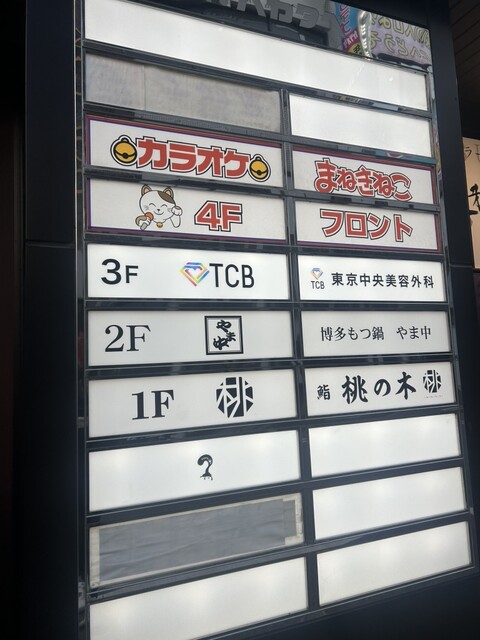 カラオケ まねきねこ
4F フロント
3F TCB TCB 東京中央美容外科
2F やま中 博多もつ鍋 やま中
1F 桃 鮨 桃の木 桃
?